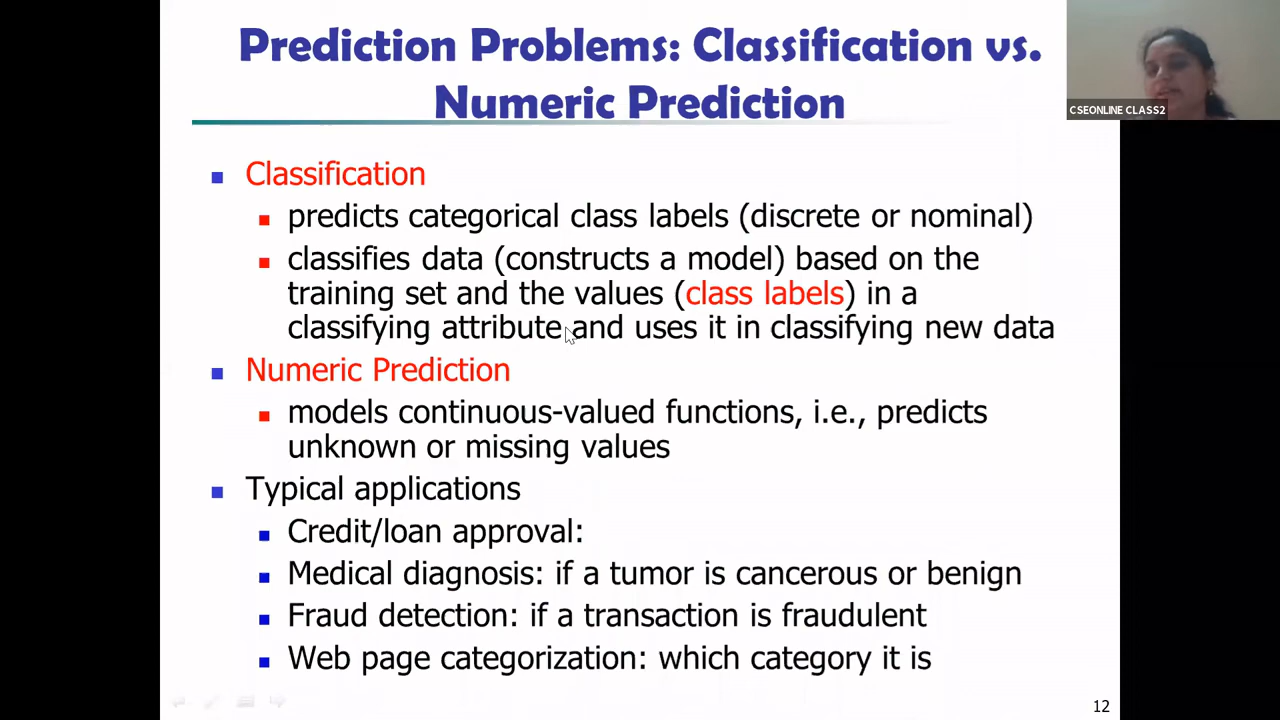 Prediction Problems: Classification vs.
Numeric Prediction
CSEONLINE CLASS2
Classification
predicts categorical class labels (discrete or nominal)
classifies data (constructs a model) based on the
training set and the values (class labels) in a
classifying attribute and uses it in classifying new data
Numeric Prediction
models continuous-valued functions, i.e., predicts
unknown or missing values
Typical applications
Credit/loan approval:
Medical diagnosis: if a tumor is cancerous or benign
Fraud detection: if a transaction is fraudulent
Web page categorization: which category it is
12